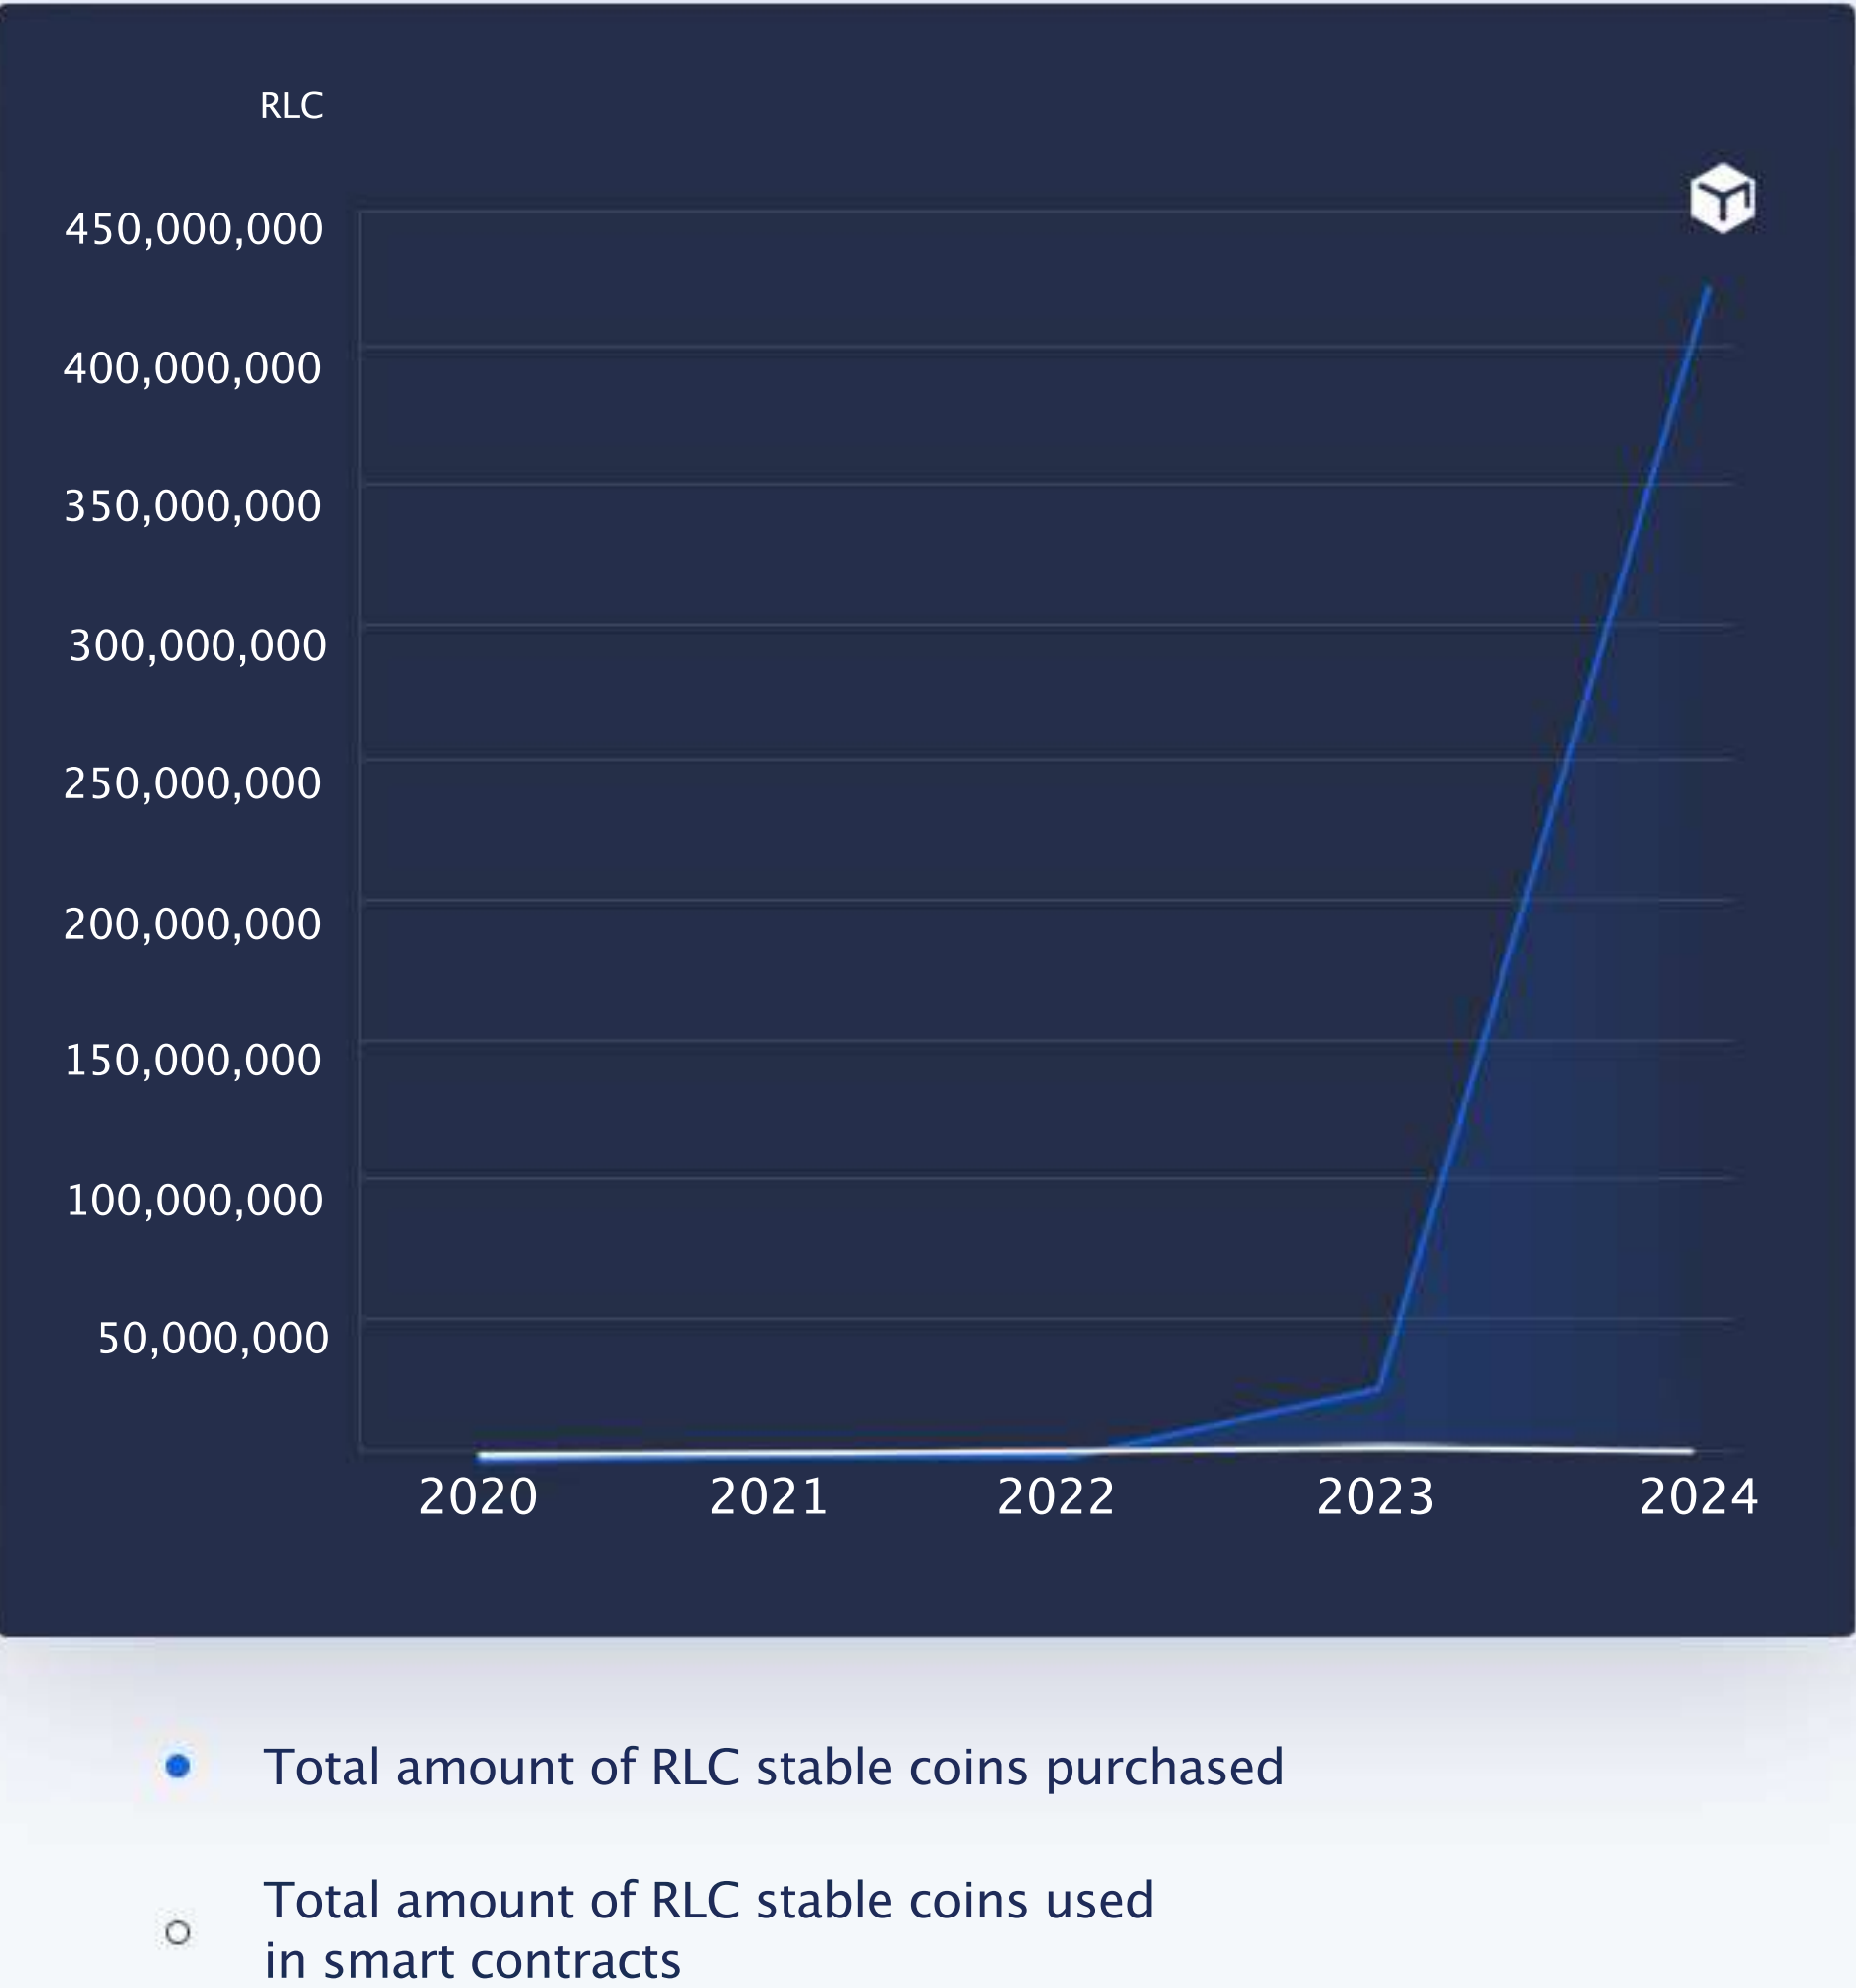 RLC
450,000,000
400,000,000
350,000,000
300,000,000
250,000,000
200,000,000
150,000,000
100,000,000
50,000,000
2020 2021 2022 2023 2024
Total amount of RLC stable coins purchased
Total amount of RLC stable coins used
in smart contracts